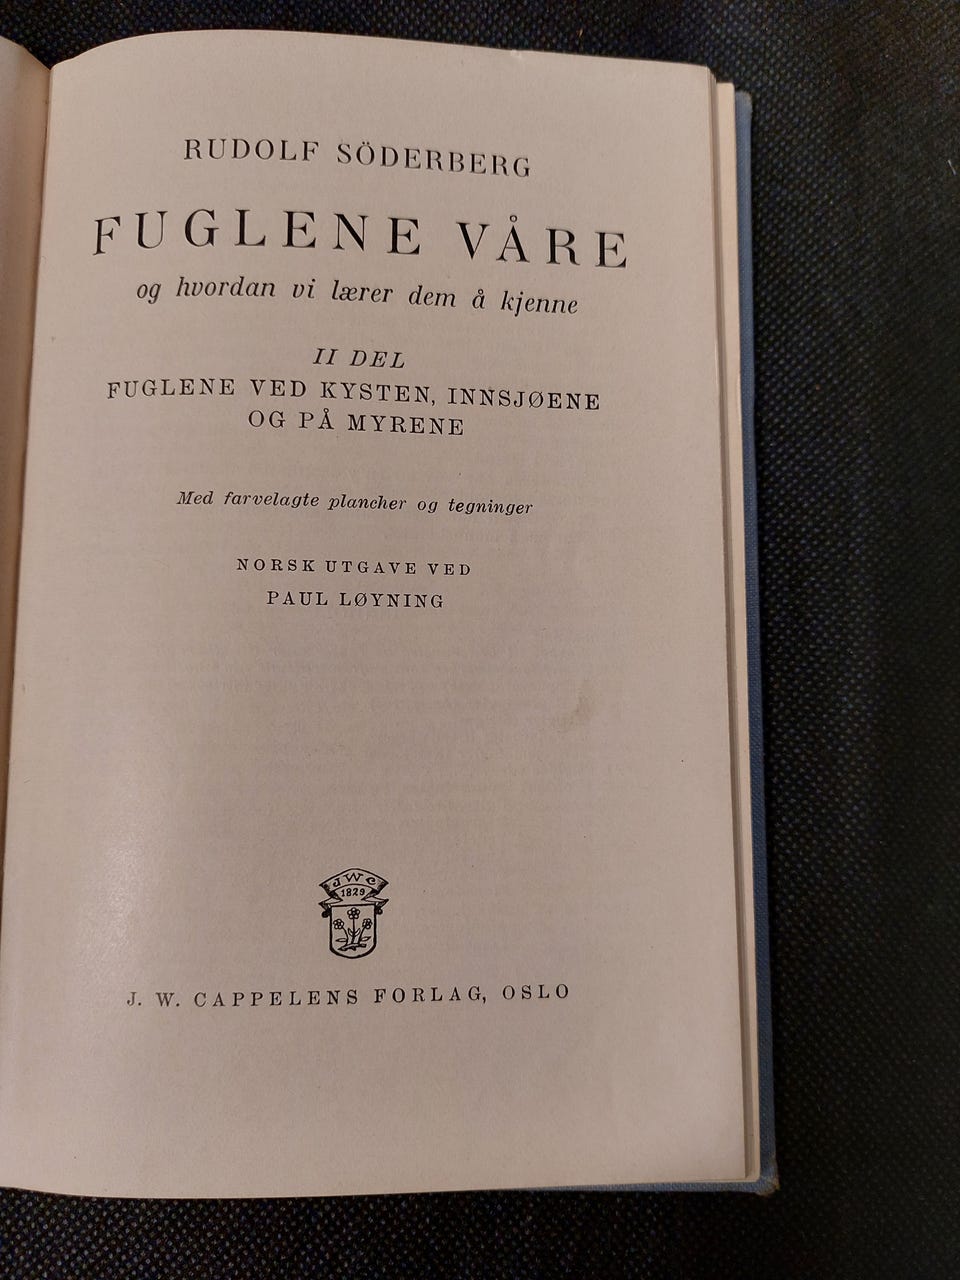 RUDOLF SÖDERBERG
FUGLENE VÅRE
og hvordan vi lærer dem å kjenne
II DEL
FUGLENE VED KYSTEN, INNSJØENE
OG PÅ MYRENE
Med farvelagte plancher og tegninger
NORSK UTGAVE VED
PAUL LØYNING
JWC
1829
J. W. CAPPELENS FORLAG, OSLO